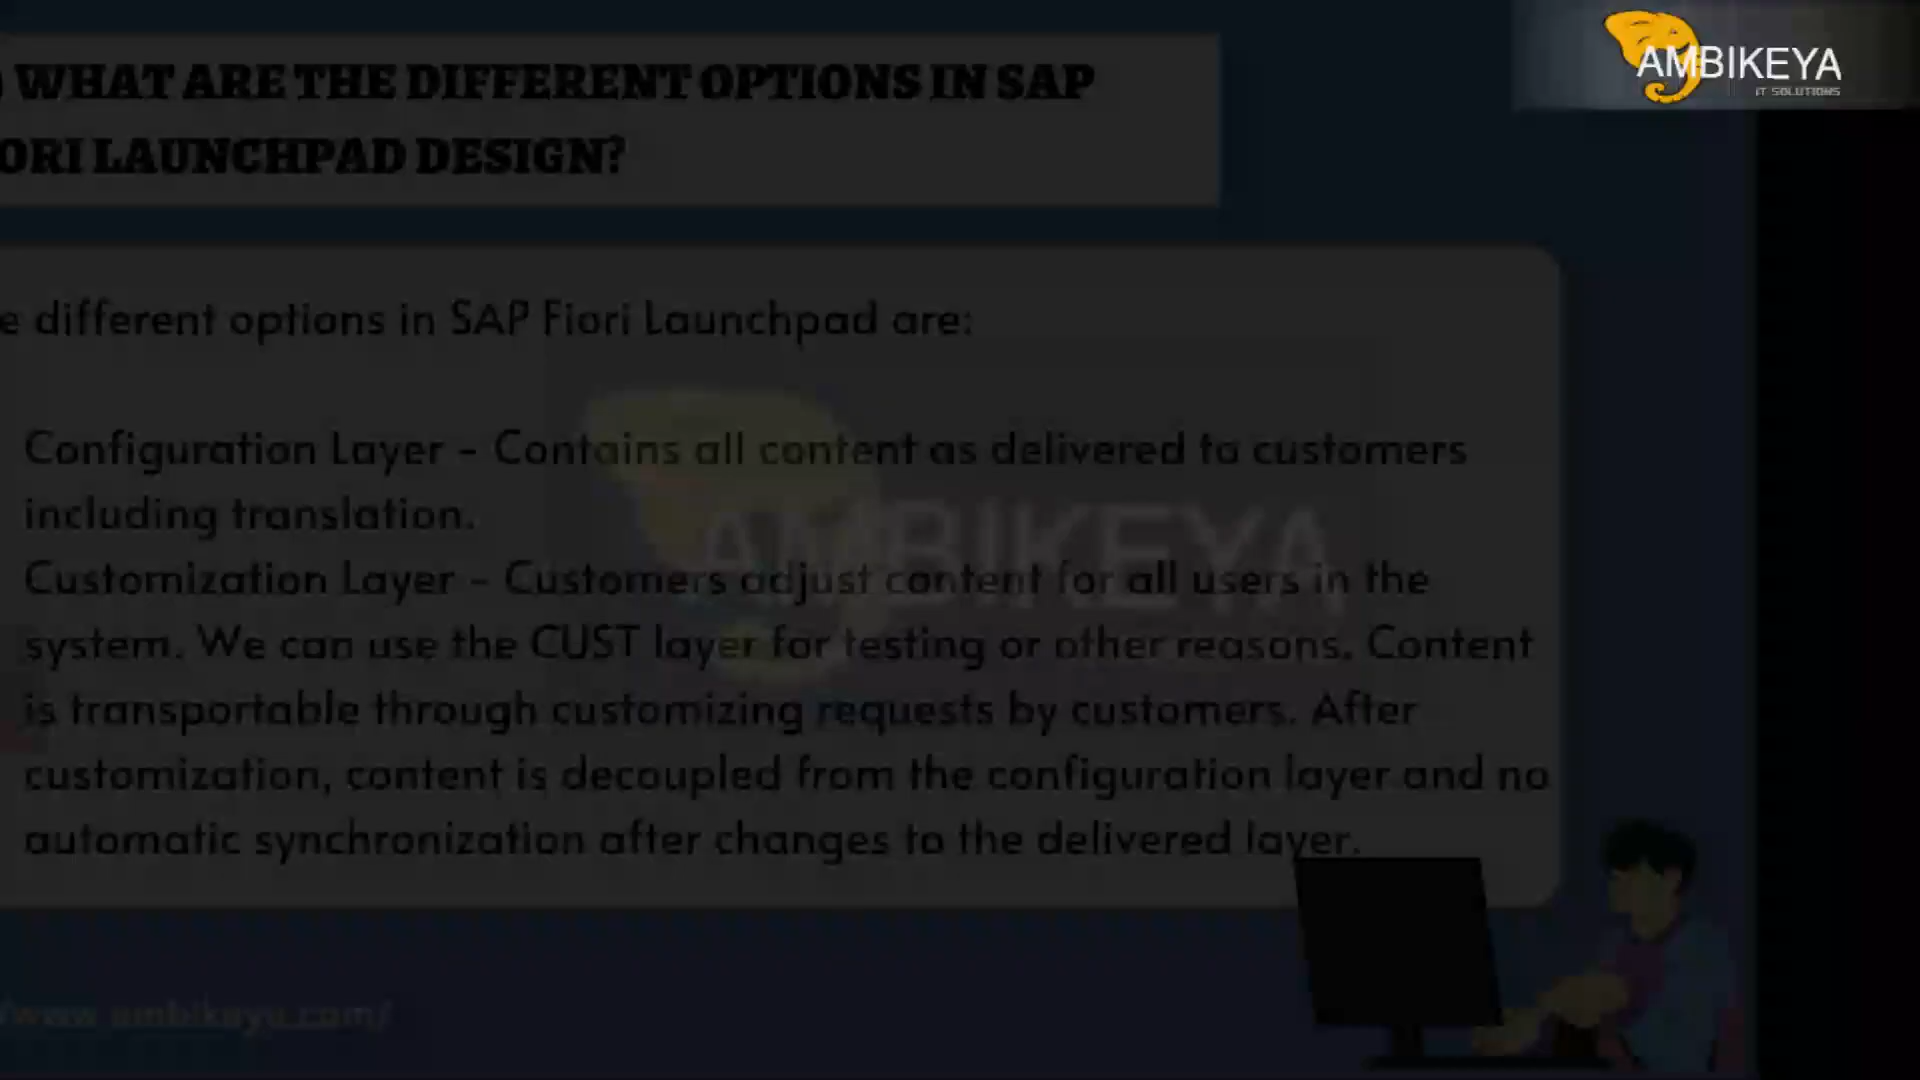 WHAT ARE THE DIFFERENT OPTIONS IN SAP
ORI LAUNCHPAD DESIGN?
AMBIKEYA
IT SOLUTIONS
e different options in SAP Fiori Launchpad are:
Configuration Layer - Contains all content as delivered to customers
including translation.
Customization Layer - Customers adjust content for all users in the
system. We can use the CUST layer for testing or other reasons. Content
is transportable through customizing requests by customers. After
customization, content is decoupled from the configuration layer and no
automatic synchronization after changes to the delivered layer.
AMBIKEYA
/www.ambikeya.com/